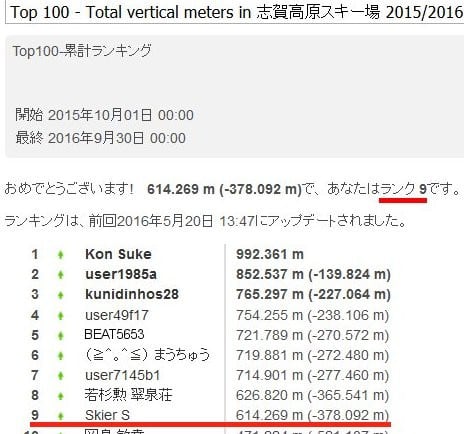 Top 100 - Total vertical meters in 志賀高原スキー場 2015/2016
Top100-累計ランキング
開始 2015年10月01日 00:00
最終 2016年9月30日 00:00
おめでとうございます! 614.269 m (-378.092 m)で、あなたはランク 9です。
ランキングは、前回2016年5月20日 13:47にアップデートされました。
1 Kon Suke 992.361 m
2 user1985a 852.537 m (-139.824 m)
3 kunidinhos28 765.297 m (-227.064 m)
4 user49f17 754.255 m (-238.106 m)
5 BEAT5653 721.789 m (-270.572 m)
6 (≧^。^≦) まうちゅう 719.881 m (-272.480 m)
7 user7145b1 714.901 m (-277.460 m)
8 若杉勲 翠泉荘 626.820 m (-365.541 m)
9 Skier S 614.269 m (-378.092 m)